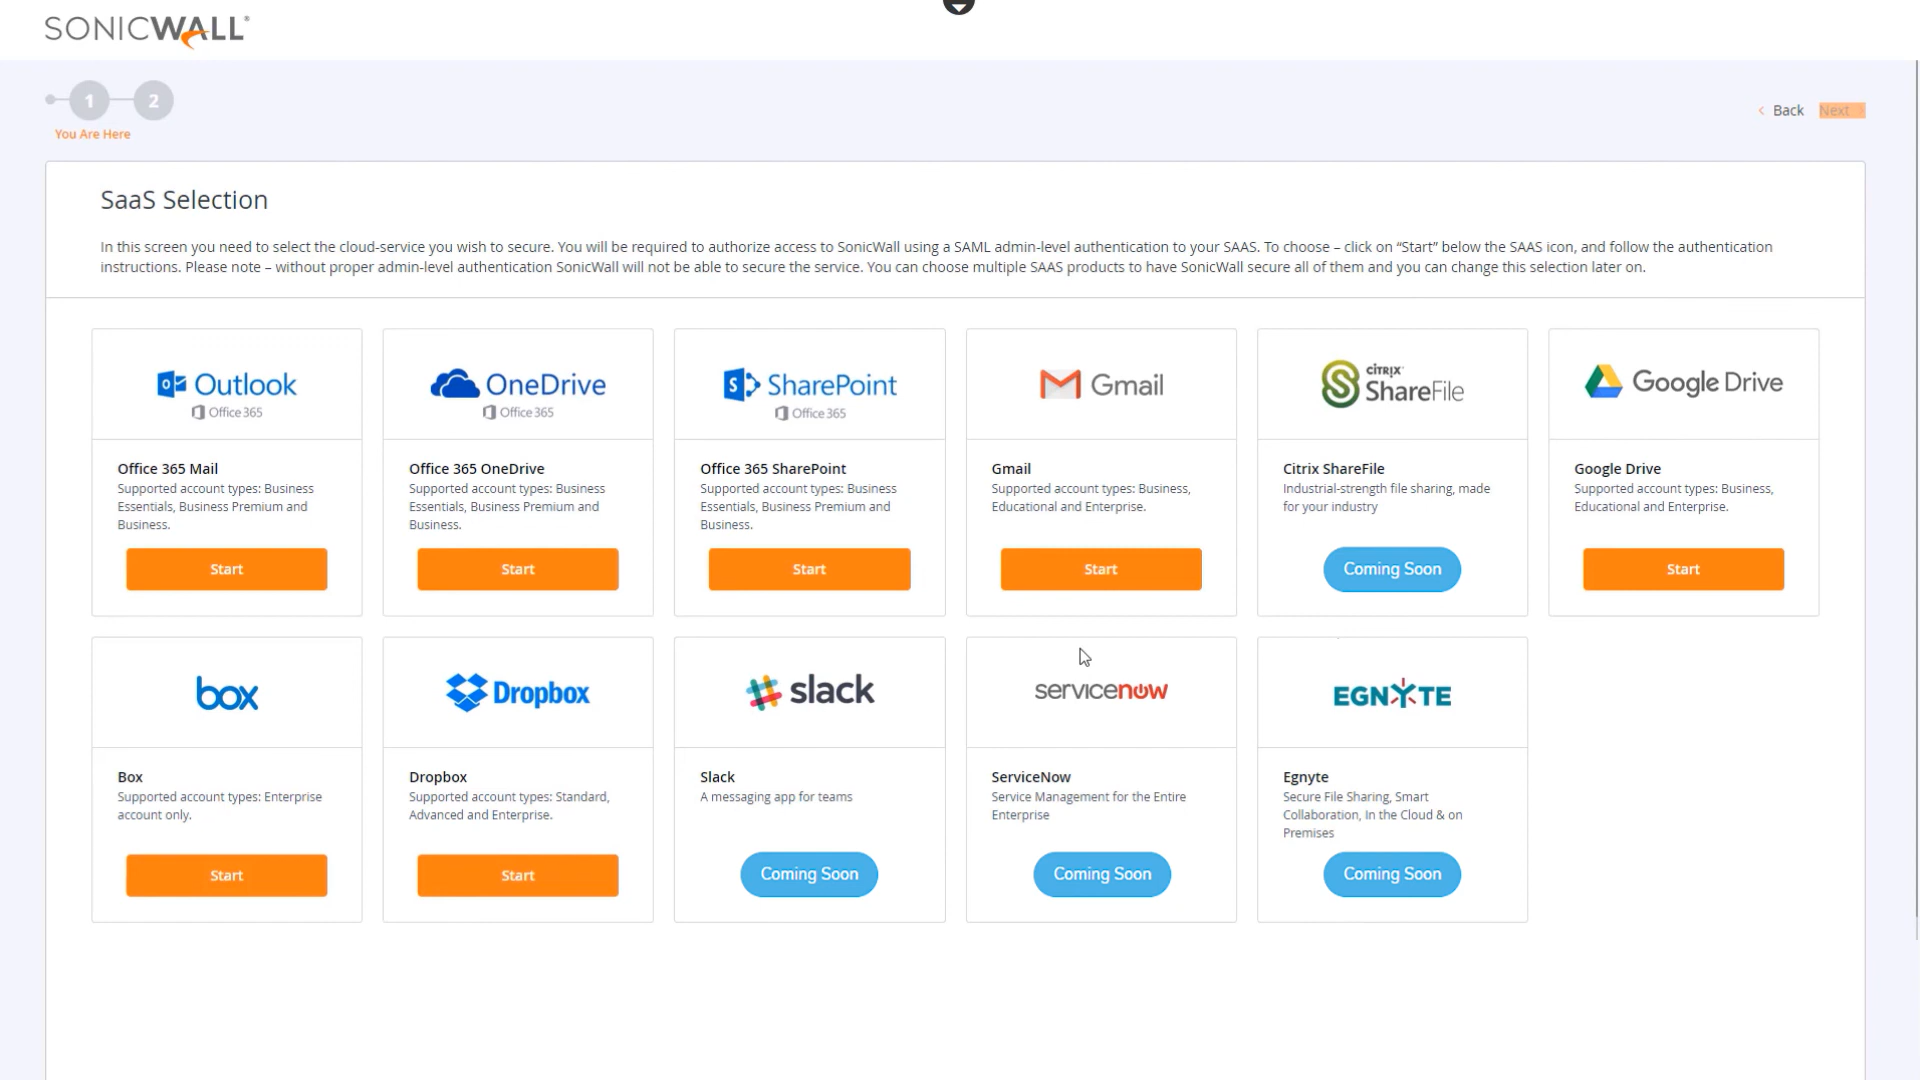 SONICWALL®
1
2
You Are Here
Back
Next
SaaS Selection
In this screen you need to select the cloud-service you wish to secure. You will be required to authorize access to SonicWall using a SAML admin-level authentication to your SAAS. To choose – click on “Start” below the SAAS icon, and follow the authentication
instructions. Please note – without proper admin-level authentication SonicWall will not be able to secure the service. You can choose multiple SAAS products to have SonicWall secure all of them and you can change this selection later on.
Outlook
Office 365
Office 365 Mail
Supported account types: Business
Essentials, Business Premium and
Business.
Start
OneDrive
Office 365
Office 365 OneDrive
Supported account types: Business
Essentials, Business Premium and
Business.
Start
SharePoint
Office 365
Office 365 SharePoint
Supported account types: Business
Essentials, Business Premium and
Business.
Start
Gmail
Gmail
Supported account types: Business,
Educational and Enterprise.
Start
CITRIX
ShareFile
Citrix ShareFile
Industrial-strength file sharing, made
for your industry
Coming Soon
Google Drive
Google Drive
Supported account types: Business,
Educational and Enterprise.
Start
box
Box
Supported account types: Enterprise
account only.
Start
Dropbox
Dropbox
Supported account types: Standard,
Advanced and Enterprise.
Start
slack
Slack
A messaging app for teams
Coming Soon
servicenow
ServiceNow
Service Management for the Entire
Enterprise
Coming Soon
EGNYTE
Egnyte
Secure File Sharing, Smart
Collaboration, In the Cloud & on
Premises
Coming Soon